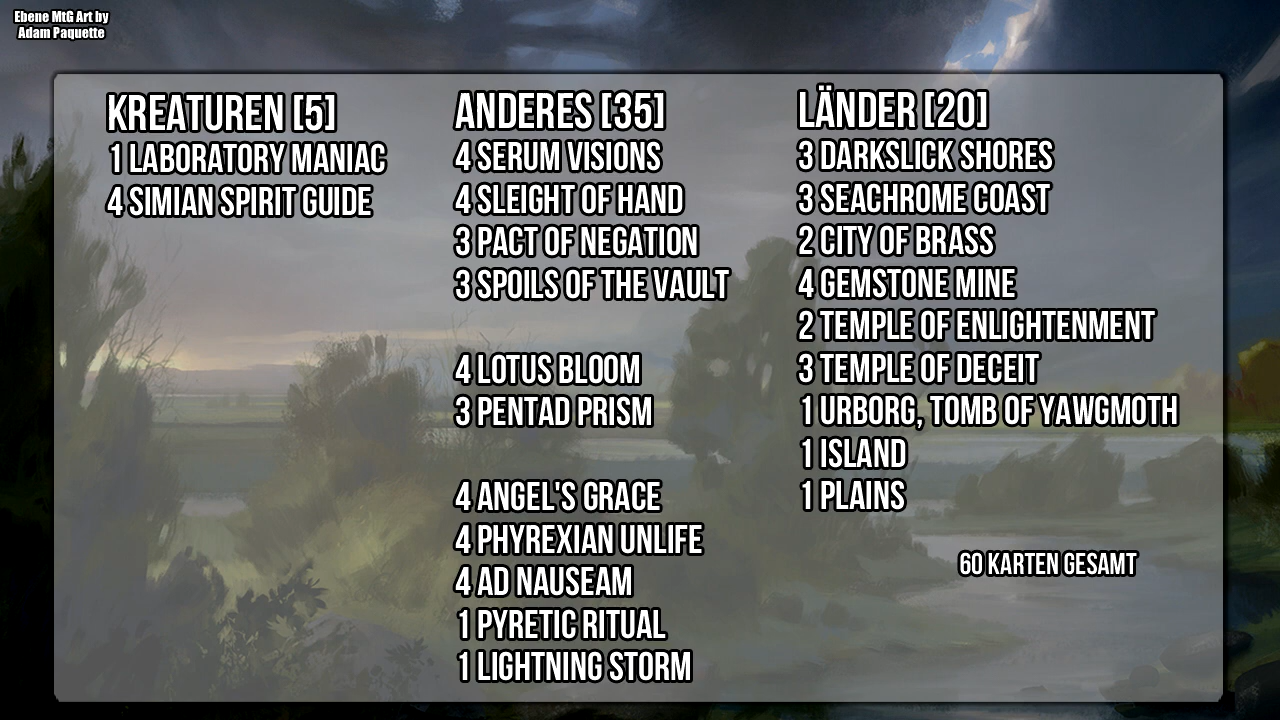 Ebene MtG Art by
Adam Paquette
KREATUREN [5]
1 LABORATORY MANIAC
4 SIMIAN SPIRIT GUIDE
ANDERES [35]
4 SERUM VISIONS
4 SLEIGHT OF HAND
3 PACT OF NEGATION
3 SPOILS OF THE VAULT
4 LOTUS BLOOM
3 PENTAD PRISM
4 ANGEL'S GRACE
4 PHYREXIAN UNLIFE
4 AD NAUSEAM
1 PYRETIC RITUAL
1 LIGHTNING STORM
LÄNDER [20]
3 DARKSLICK SHORES
3 SEACHROME COAST
2 CITY OF BRASS
4 GEMSTONE MINE
2 TEMPLE OF ENLIGHTENMENT
3 TEMPLE OF DECEIT
1 URBORG, TOMB OF YAWGMOTH
1 ISLAND
1 PLAINS
60 KARTEN GESAMT